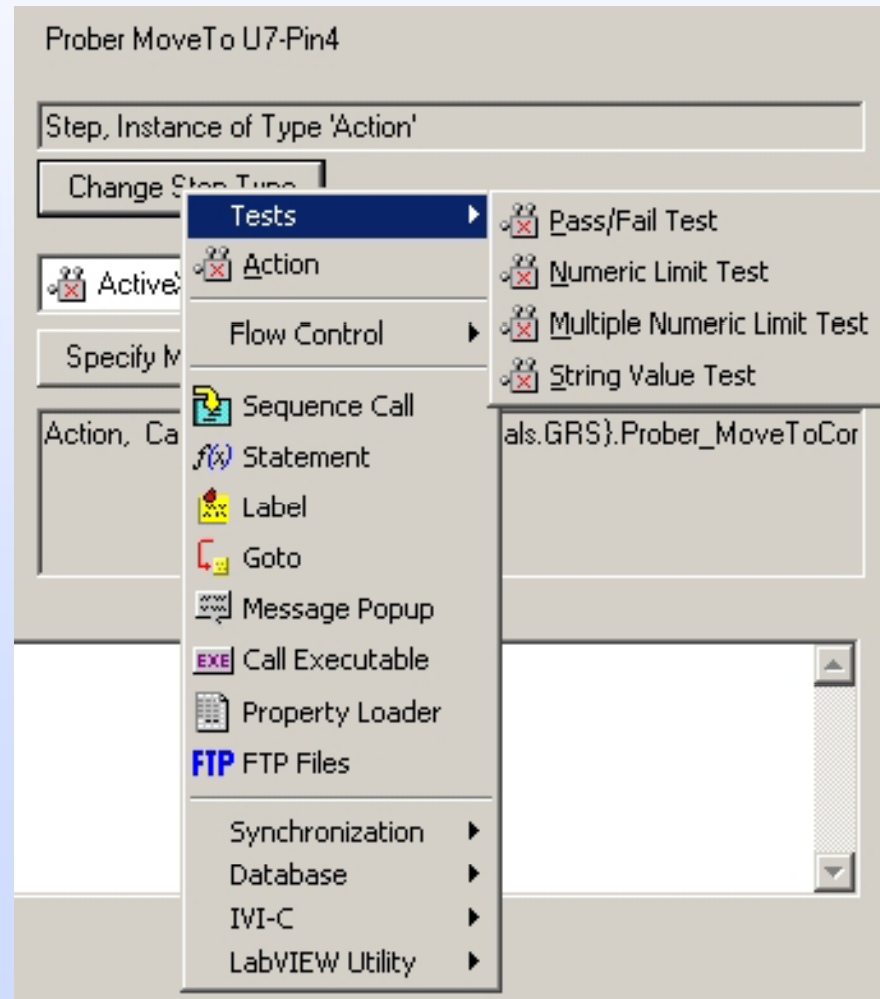 Prober MoveTo U7-Pin4
Step, Instance of Type 'Action'
Change Step Type
Tests
Pass/Fail Test
Action
Numeric Limit Test
Multiple Numeric Limit Test
String Value Test
ActiveX
Flow Control
Specify M
Sequence Call
Action, Ca
als.GRS}.Prober_MoveToCor
f(x) Statement
Label
Goto
Message Popup
EXE Call Executable
Property Loader
FTP FTP Files
Synchronization
Database
IVI-C
LabVIEW Utility